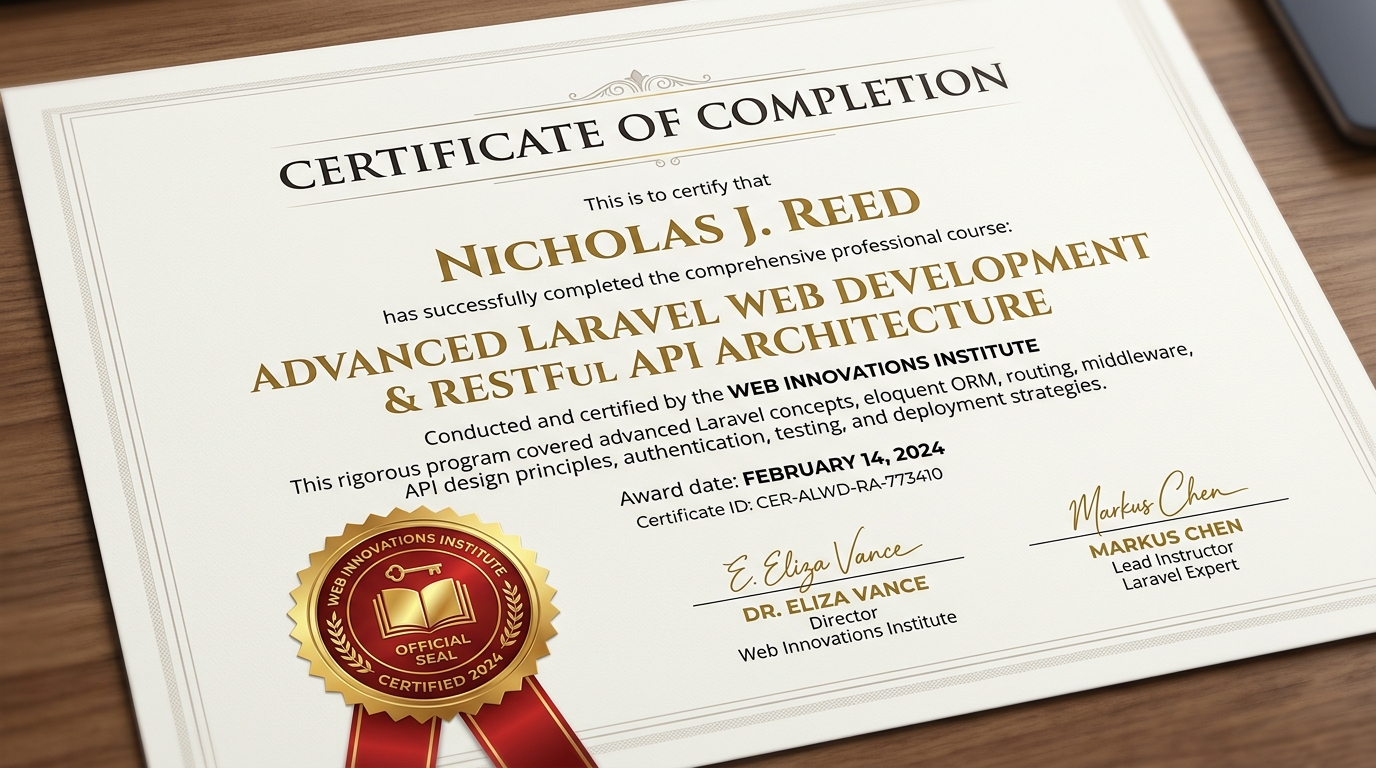 CERTIFICATE OF COMPLETION
This is to certify that
NICHOLAS J. REED
has successfully completed the comprehensive professional course:
ADVANCED LARAVEL WEB DEVELOPMENT
& RESTFUL API ARCHITECTURE
Conducted and certified by the WEB INNOVATIONS INSTITUTE
This rigorous program covered advanced Laravel concepts, eloquent ORM, routing, middleware,
API design principles, authentication, testing, and deployment strategies.
Award date: FEBRUARY 14, 2024
Certificate ID: CER-ALWD-RA-773410
WEB INNOVATIONS INSTITUTE
OFFICIAL
SEAL
CERTIFIED 2024
E. Eliza Vance
DR. ELIZA VANCE
Director
Web Innovations Institute
Markus Chen
MARKUS CHEN
Lead Instructor
Laravel Expert